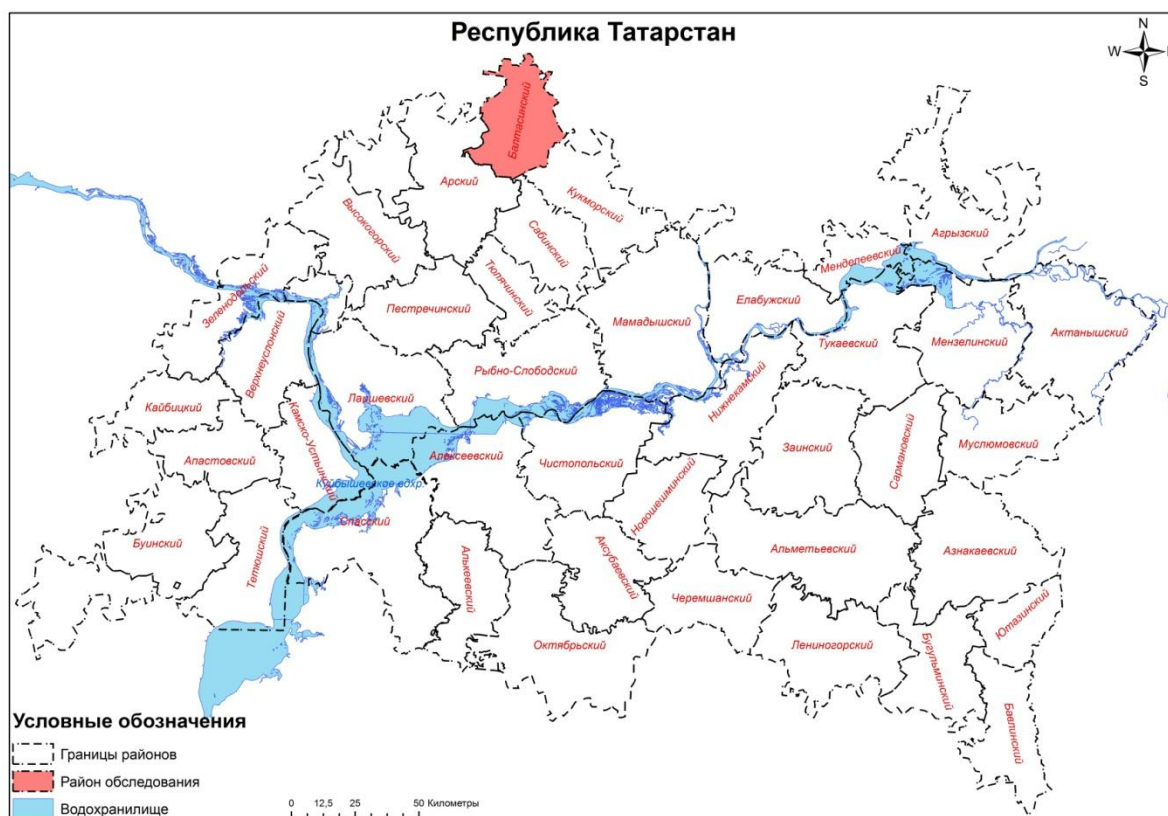 Республика Татарстан
N
W
S
Балтасинский
Арский
Кукморский
Высокогорский
Сабинский
Тюлячинский
Агрызский
Менделеевский
Зеленодольский
Пестречинский
Мамадышский
Елабужский
Тукаевский
Мензелинский
Актанышский
Верхнеуслонский
Рыбно-Слободский
Нижнекамский
Кайбицкий
Лаишевский
Камско-Устьинский
Апастовский
Алексеевский
Чистопольский
Заинский
Сармановский
Муслюмовский
Куйбышевское вдхр.
Спасский
Новошешминский
Буинский
Тетюшский
Алькеевский
Аксубаевский
Альметьевский
Азнакаевский
Черемшанский
Октябрьский
Лениногорский
Бугульминский
Ютазинский
Бавлинский
Условные обозначения
Границы районов
Район обследования
Водохранилище
0 12,5 25 50 Километры